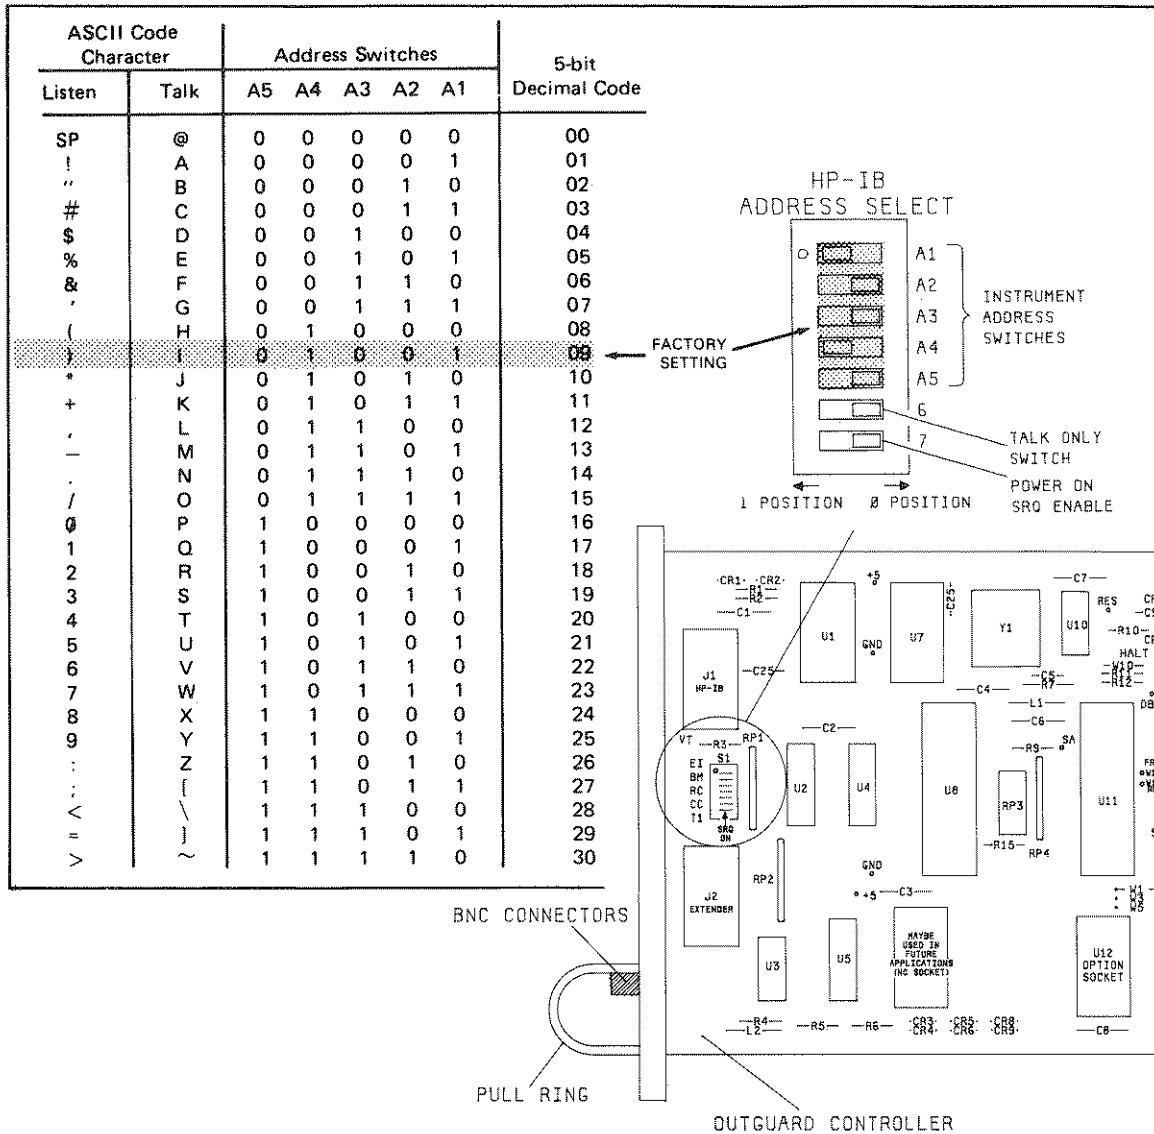 ASCII Code
Character
Address Switches
5-bit
Decimal Code
Listen Talk A5 A4 A3 A2 A1
SP @ 0 0 0 0 0 00
! A 0 0 0 0 1 01
" B 0 0 0 1 0 02
# C 0 0 0 1 1 03
$ D 0 0 1 0 0 04
% E 0 0 1 0 1 05
& F 0 0 1 1 0 06
' G 0 0 1 1 1 07
( H 0 1 0 0 0 08
) I 0 1 0 0 1 09
* J 0 1 0 1 0 10
+ K 0 1 0 1 1 11
, L 0 1 1 0 0 12
– M 0 1 1 0 1 13
. N 0 1 1 1 0 14
/ O 0 1 1 1 1 15
Ø P 1 0 0 0 0 16
1 Q 1 0 0 0 1 17
2 R 1 0 0 1 0 18
3 S 1 0 0 1 1 19
4 T 1 0 1 0 0 20
5 U 1 0 1 0 1 21
6 V 1 0 1 1 0 22
7 W 1 0 1 1 1 23
8 X 1 1 0 0 0 24
9 Y 1 1 0 0 1 25
: Z 1 1 0 1 0 26
; [ 1 1 0 1 1 27
< \ 1 1 1 0 0 28
= ] 1 1 1 0 1 29
> ~ 1 1 1 1 0 30
FACTORY
SETTING
HP-IB
ADDRESS SELECT
A1
A2
A3
A4
A5
6
7
INSTRUMENT
ADDRESS
SWITCHES
TALK ONLY
SWITCH
POWER ON
SRQ ENABLE
1 POSITION Ø POSITION
CR1 CR2
R1
R2
C1
+5
U1
GND
U7
C25
Y1
C7
U10
RES
R10
HALT
W10
R11
R12
J1
HP-IB
C25
C5
R7
C4
L1
C6
C2
VT
R3
RP1
S1
EI
BM
RC
CC
T1
SRQ
ON
U2
U4
U8
R9
SA
RP3
RP4
R15
U11
J2
EXTENDER
RP2
GND
+5
C3
W1
U3
U5
MAYBE
USED IN
FUTURE
APPLICATIONS
(NO SOCKET)
U12
OPTION
SOCKET
R4
L2
R5
R6
CR3 CR5 CR8
CR4 CR6 CR9
C8
BNC CONNECTORS
PULL RING
OUTGUARD CONTROLLER